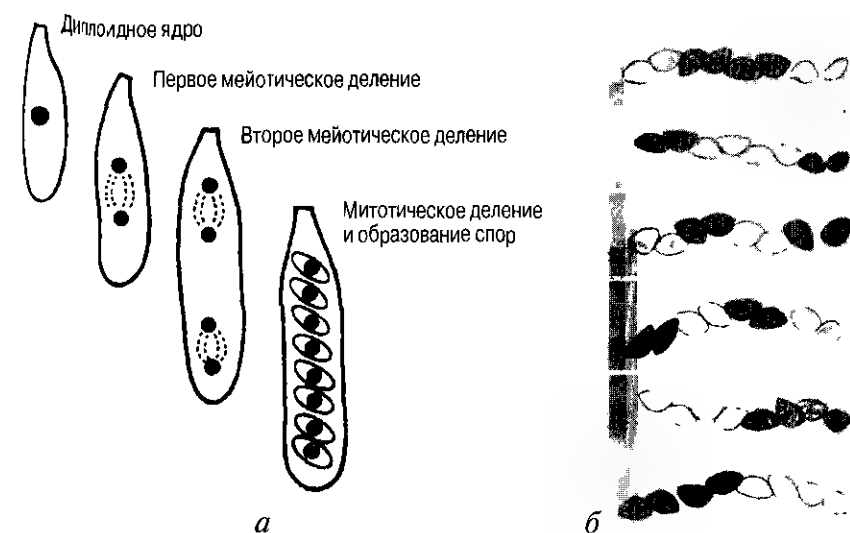 Диплоидное ядро
Первое мейотическое деление
Второе мейотическое деление
Митотическое деление
и образование спор
а
б